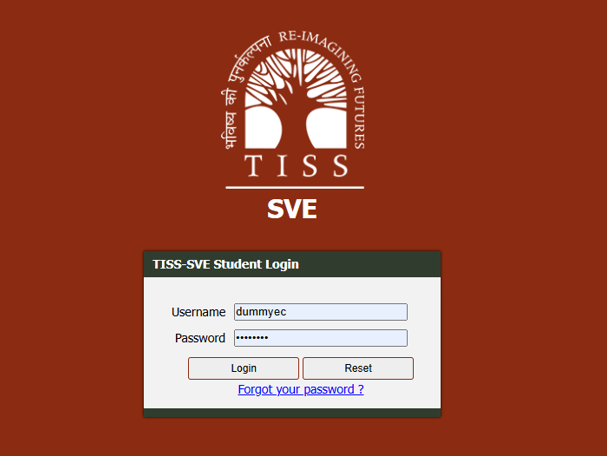 भविष्य की पुनर्कल्पना RE-IMAGINING FUTURES
TISS
SVE
TISS-SVE Student Login
Username dummyec
Password ••••••••
Login Reset
Forgot your password ?